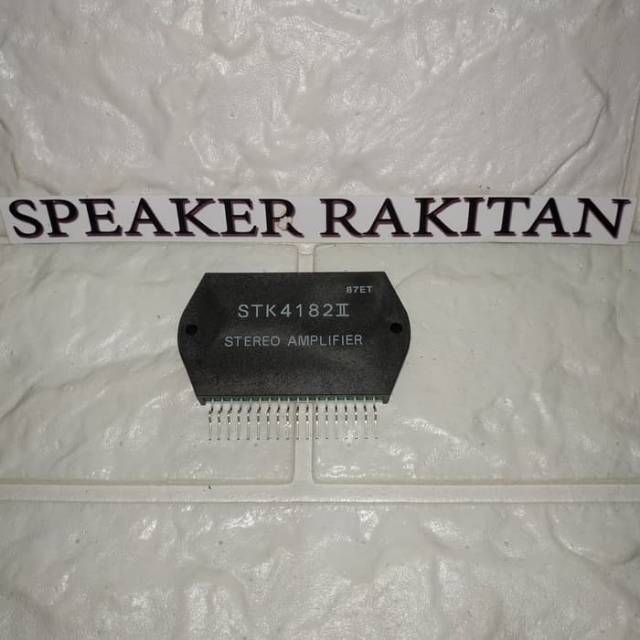 SPEAKER RAKITAN
87ET
STK4182II
STEREO AMPLIFIER